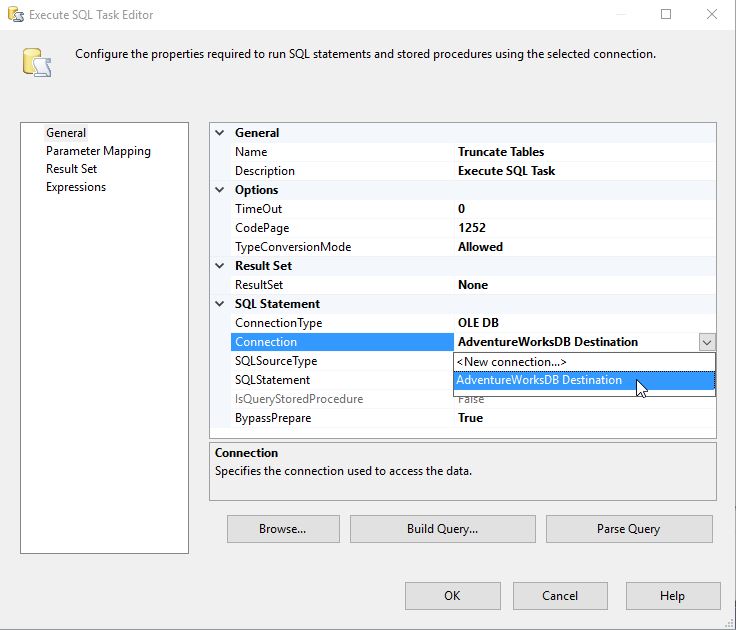 Execute SQL Task Editor
Configure the properties required to run SQL statements and stored procedures using the selected connection.
General
Parameter Mapping
Result Set
Expressions
General
Name Truncate Tables
Description Execute SQL Task
Options
TimeOut 0
CodePage 1252
TypeConversionMode Allowed
Result Set
ResultSet None
SQL Statement
ConnectionType OLE DB
Connection AdventureWorksDB Destination
SQLSourceType <New connection...>
SQLStatement AdventureWorksDB Destination
IsQueryStoredProcedure False
BypassPrepare True
Connection
Specifies the connection used to access the data.
Browse... Build Query... Parse Query
OK Cancel Help